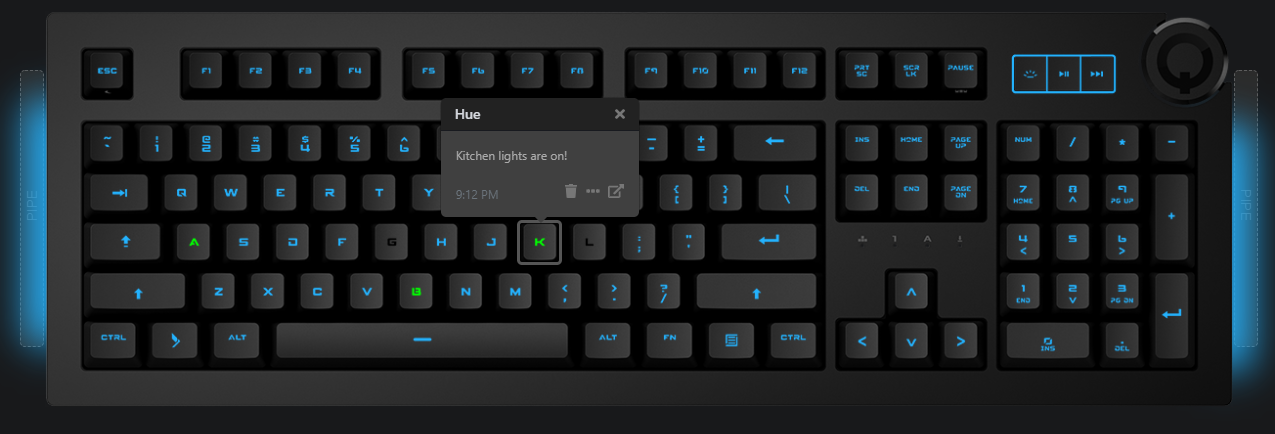 ESC F1 F2 F3 F4 F5 F6 F7 F8 F9 F10 F11 F12 PRT SC SCR LK PAUSE
Hue
Kitchen lights are on!
9:12 PM
~ ` ! 1 @ 2 3 $ 4 % 5 ^ 6 - + = INS HOME PAGE UP NUM / * -
Q W E R T Y { [ } ] | \ DEL END PAGE DN 7 HOME 8 ^ 9 PG UP +
A S D F G H J K L : ; " ' 4 < 5 6 >
Z X C V B N M < , > . ? / ^ 1 END 2 V 3 PG DN
CTRL ALT ALT FN CTRL < V > 0 INS . DEL
PIPE
PIPE